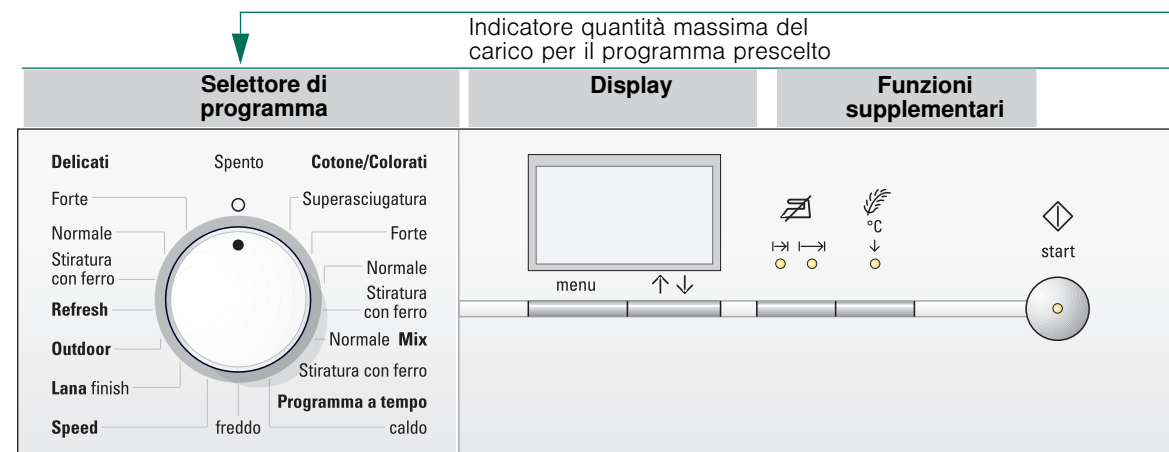 Indicatore quantità massima del
carico per il programma prescelto
Selettore di
programma
Display
Funzioni
supplementari
Delicati
Spento
Cotone/Colorati
Forte
Superasciugatura
Normale
Forte
Stiratura
con ferro
Normale
Stiratura
con ferro
Refresh
Normale Mix
Outdoor
Stiratura con ferro
Lana finish
Programma a tempo
Speed
freddo
caldo
menu
°C
start